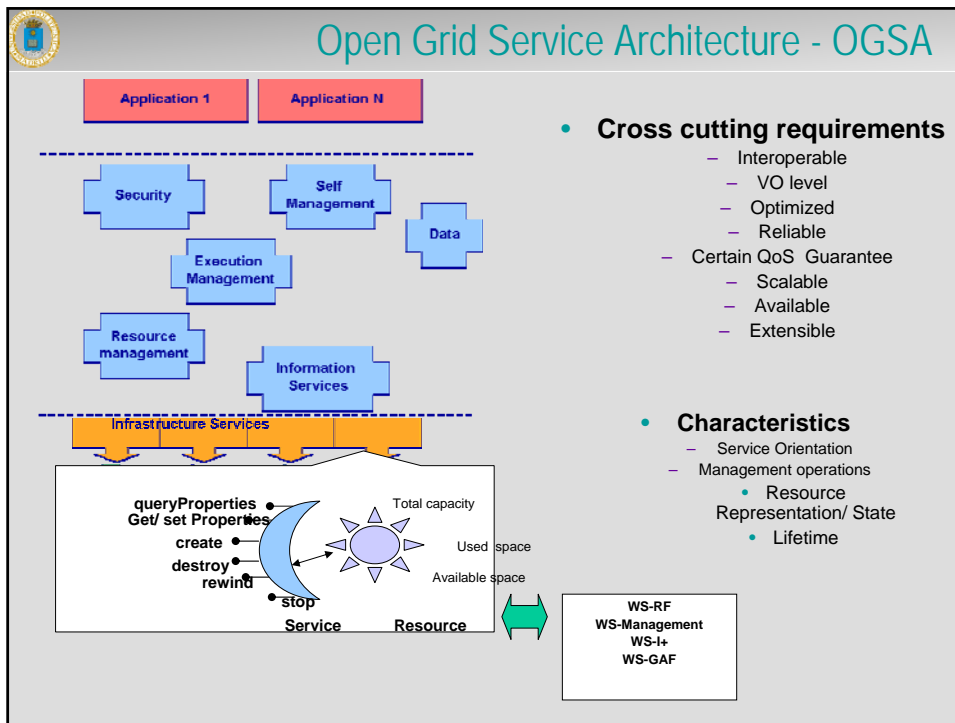 Open Grid Service Architecture - OGSA
Application 1
Application N
Security
Self
Management
Data
Execution
Management
Resource
management
Information
Services
Infrastructure Services
queryProperties
Get/ set Properties
create
destroy
rewind
stop
Service
Resource
Total capacity
Used space
Available space
WS-RF
WS-Management
WS-I+
WS-GAF
• Cross cutting requirements
– Interoperable
– VO level
– Optimized
– Reliable
– Certain QoS Guarantee
– Scalable
– Available
– Extensible
• Characteristics
– Service Orientation
– Management operations
• Resource
Representation/ State
• Lifetime